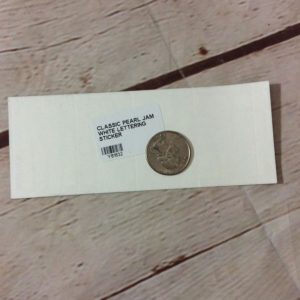 CLASSIC PEARL JAM
WHITE LETTERING
STICKER